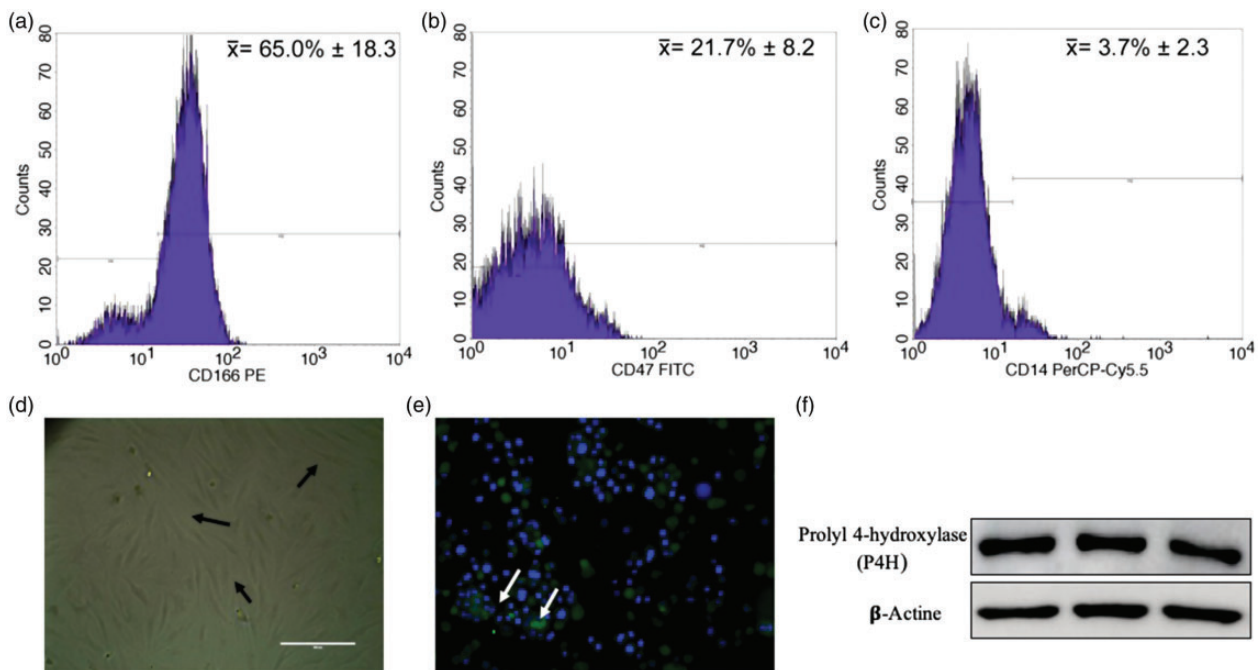 (a)
x̄= 65.0% ± 18.3
80
70
60
50
40
30
20
10
0
Counts
10⁰ 10¹ 10² 10³ 10⁴
CD166 PE
(b)
x̄= 21.7% ± 8.2
80
70
60
50
40
30
20
10
0
Counts
10⁰ 10¹ 10² 10³ 10⁴
CD47 FITC
(c)
x̄= 3.7% ± 2.3
80
70
60
50
40
30
20
10
0
Counts
10⁰ 10¹ 10² 10³ 10⁴
CD14 PerCP-Cy5.5
(d)
(e)
(f)
Prolyl 4-hydroxylase
(P4H)
β-Actine